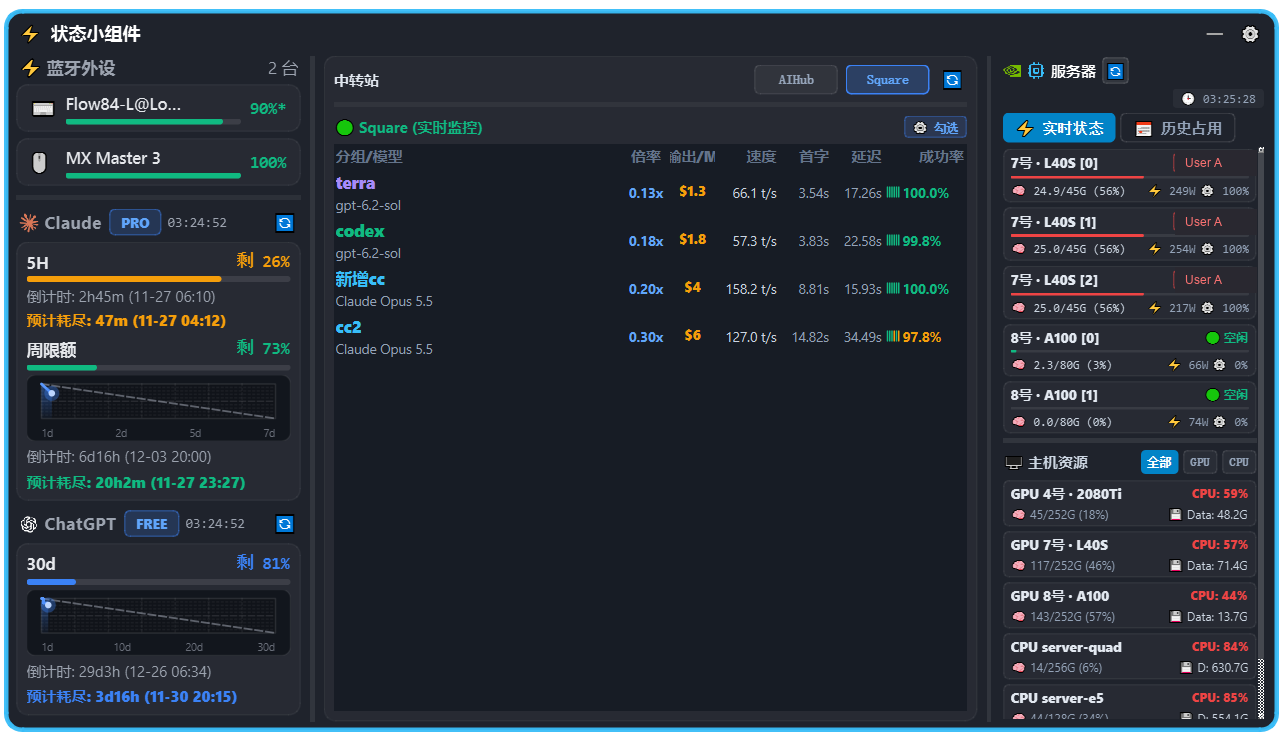 状态小组件
蓝牙外设 2 台
Flow84-L@Lo... 90%*
MX Master 3 100%
Claude PRO 03:24:52
5H 剩 26%
倒计时: 2h45m (11-27 06:10)
预计耗尽: 47m (11-27 04:12)
周限额 剩 73%
1d 2d 5d 7d
倒计时: 6d16h (12-03 20:00)
预计耗尽: 20h2m (11-27 23:27)
ChatGPT FREE 03:24:52
30d 剩 81%
1d 10d 20d 30d
倒计时: 29d3h (12-26 06:34)
预计耗尽: 3d16h (11-30 20:15)
中转站 AIHub Square
Square (实时监控) 勾选
分组/模型 倍率 输出/M 速度 首字 延迟 成功率
terra
gpt-6.2-sol 0.13x $1.3 66.1 t/s 3.54s 17.26s 100.0%
codex
gpt-6.2-sol 0.18x $1.8 57.3 t/s 3.83s 22.58s 99.8%
新增cc
Claude Opus 5.5 0.20x $4 158.2 t/s 8.81s 15.93s 100.0%
cc2
Claude Opus 5.5 0.30x $6 127.0 t/s 14.82s 34.49s 97.8%
服务器
03:25:28
实时状态 历史占用
7号 · L40S [0] User A
24.9/45G (56%) 249W 100%
7号 · L40S [1] User A
25.0/45G (56%) 254W 100%
7号 · L40S [2] User A
25.0/45G (56%) 217W 100%
8号 · A100 [0] 空闲
2.3/80G (3%) 66W 0%
8号 · A100 [1] 空闲
0.0/80G (0%) 74W 0%
主机资源 全部 GPU CPU
GPU 4号 · 2080Ti CPU: 59%
45/252G (18%) Data: 48.2G
GPU 7号 · L40S CPU: 57%
117/252G (46%) Data: 71.4G
GPU 8号 · A100 CPU: 44%
143/252G (57%) Data: 13.7G
CPU server-quad CPU: 84%
14/256G (6%) D: 630.7G
CPU server-e5 CPU: 85%
44/128G (34%) D: 554.1G